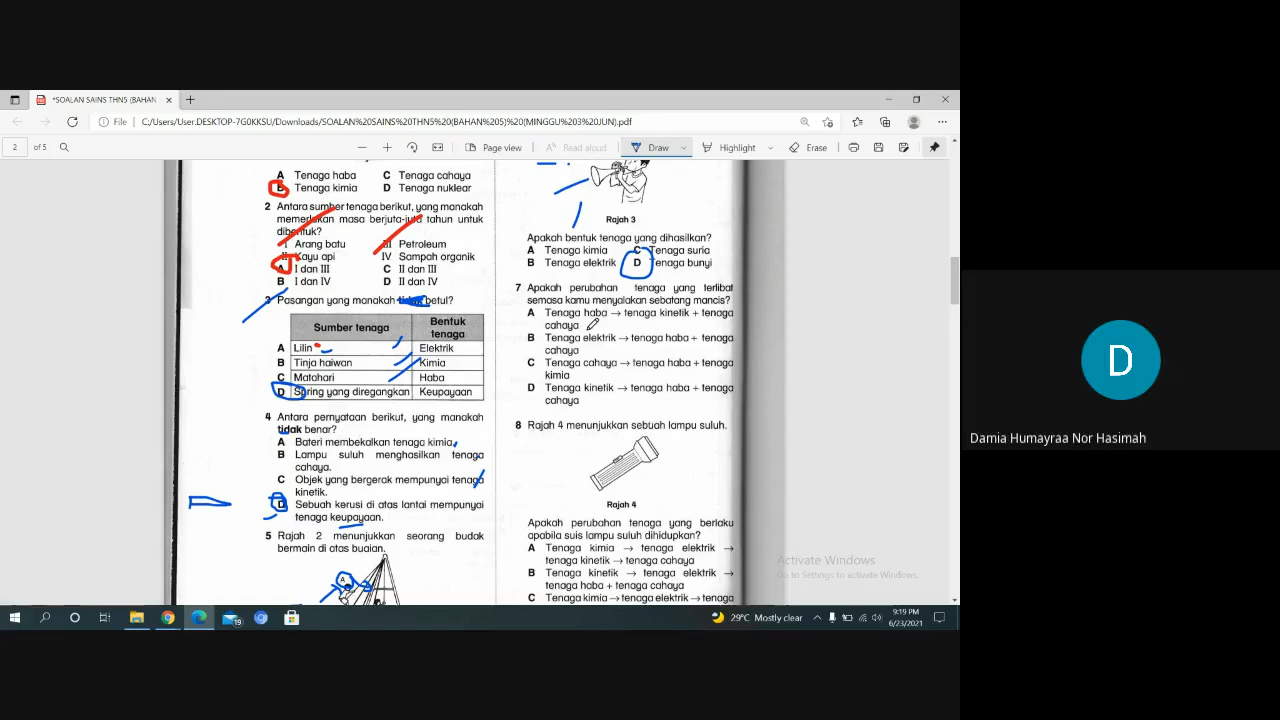 *SOALAN SAINS THN5 (BAHAN
File
C:/Users/User.DESKTOP-7G0KKSU/Downloads/SOALAN%20SAINS%20THN5%20(BAHAN%205)%20(MINGGU%203%20JUN).pdf
2 of 5
Page view
Read aloud
Draw
Highlight
Erase
A Tenaga haba C Tenaga cahaya
B Tenaga kimia D Tenaga nuklear
2 Antara sumber tenaga berikut, yang manakah
memerlukan masa berjuta-juta tahun untuk
dibentuk?
I Arang batu III Petroleum
II Kayu api IV Sampah organik
A I dan III C II dan III
B I dan IV D II dan IV
3 Pasangan yang manakah tidak betul?
Sumber tenaga Bentuk tenaga
A Lilin Elektrik
B Tinja haiwan Kimia
C Matahari Haba
D Spring yang diregangkan Keupayaan
4 Antara pernyataan berikut, yang manakah
tidak benar?
A Bateri membekalkan tenaga kimia.
B Lampu suluh menghasilkan tenaga
cahaya.
C Objek yang bergerak mempunyai tenaga
kinetik.
D Sebuah kerusi di atas lantai mempunyai
tenaga keupayaan.
5 Rajah 2 menunjukkan seorang budak
bermain di atas buaian.
A
Rajah 3
Apakah bentuk tenaga yang dihasilkan?
A Tenaga kimia C Tenaga suria
B Tenaga elektrik D Tenaga bunyi
7 Apakah perubahan tenaga yang terlibat
semasa kamu menyalakan sebatang mancis?
A Tenaga haba → tenaga kinetik + tenaga
cahaya
B Tenaga elektrik → tenaga haba + tenaga
cahaya
C Tenaga cahaya → tenaga haba + tenaga
kimia
D Tenaga kinetik → tenaga haba + tenaga
cahaya
8 Rajah 4 menunjukkan sebuah lampu suluh.
Rajah 4
Apakah perubahan tenaga yang berlaku
apabila suis lampu suluh dihidupkan?
A Tenaga kimia → tenaga elektrik →
tenaga kinetik → tenaga cahaya
B Tenaga kinetik → tenaga elektrik →
tenaga haba + tenaga cahaya
C Tenaga kimia → tenaga elektrik → tenaga
Activate Windows
Go to Settings to activate Windows.
19
29°C Mostly clear
9:19 PM
6/23/2021
D
Damia Humayraa Nor Hasimah